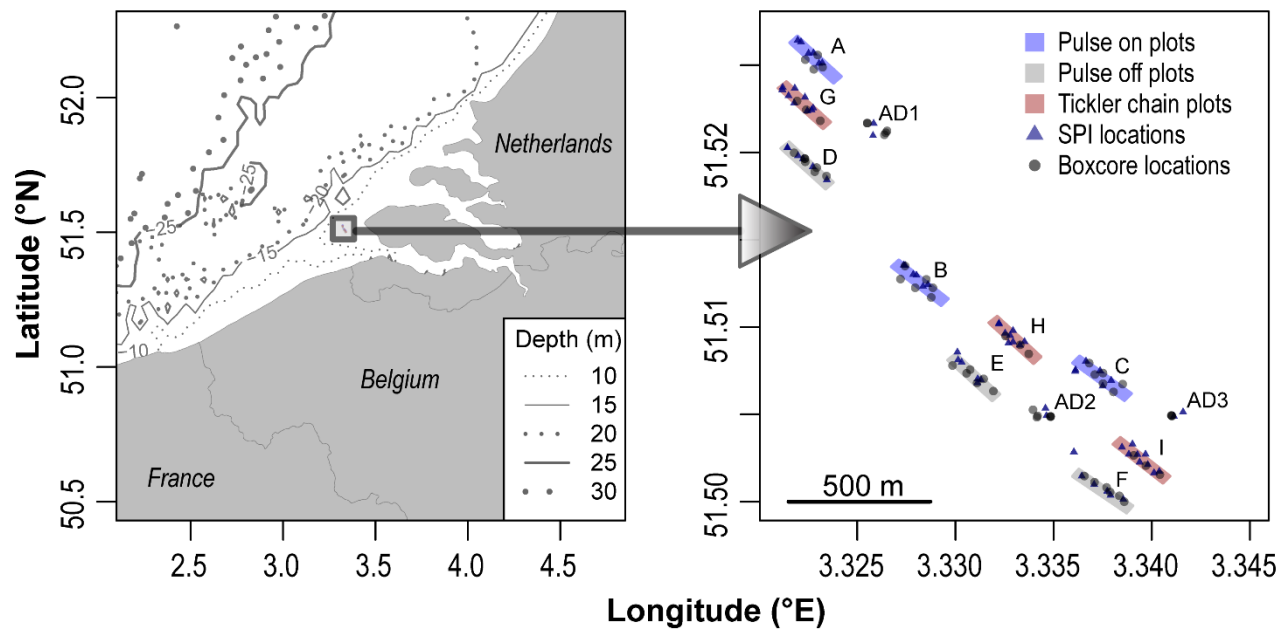 Latitude (°N)
52.0
51.5
51.0
50.5
Netherlands
Belgium
France
−25
−25
−20
−15
−10
Depth (m)
10
15
20
25
30
2.5 3.0 3.5 4.0 4.5
51.52
51.51
51.50
Pulse on plots
Pulse off plots
Tickler chain plots
SPI locations
Boxcore locations
A
G
AD1
D
B
H
E
C
AD2
AD3
I
F
500 m
3.325 3.330 3.335 3.340 3.345
Longitude (°E)